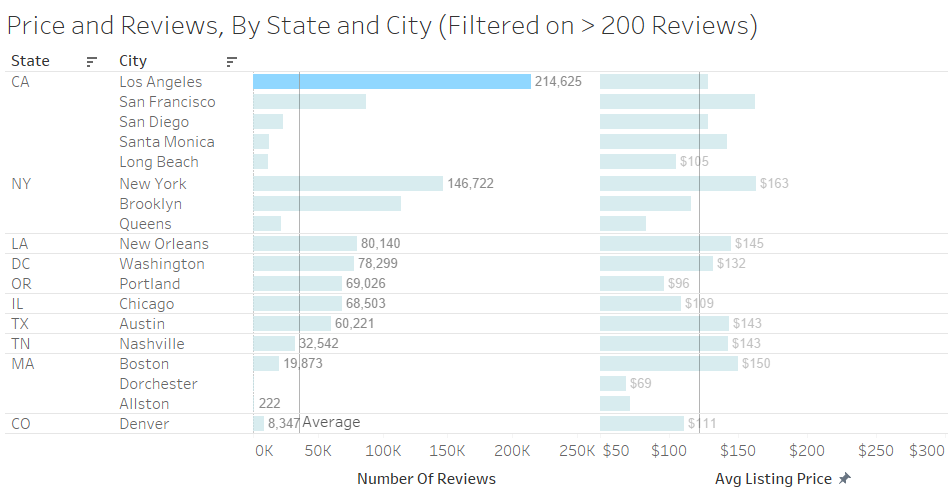 Price and Reviews, By State and City (Filtered on > 200 Reviews)
State City
CA Los Angeles 214,625
San Francisco
San Diego
Santa Monica
Long Beach $105
NY New York 146,722 $163
Brooklyn
Queens
LA New Orleans 80,140 $145
DC Washington 78,299 $132
OR Portland 69,026 $96
IL Chicago 68,503 $109
TX Austin 60,221 $143
TN Nashville 32,542 $143
MA Boston 19,873 $150
Dorchester $69
Allston 222
CO Denver 8,347 Average $111
0K 50K 100K 150K 200K 250K $50 $100 $150 $200 $250 $300
Number Of Reviews Avg Listing Price